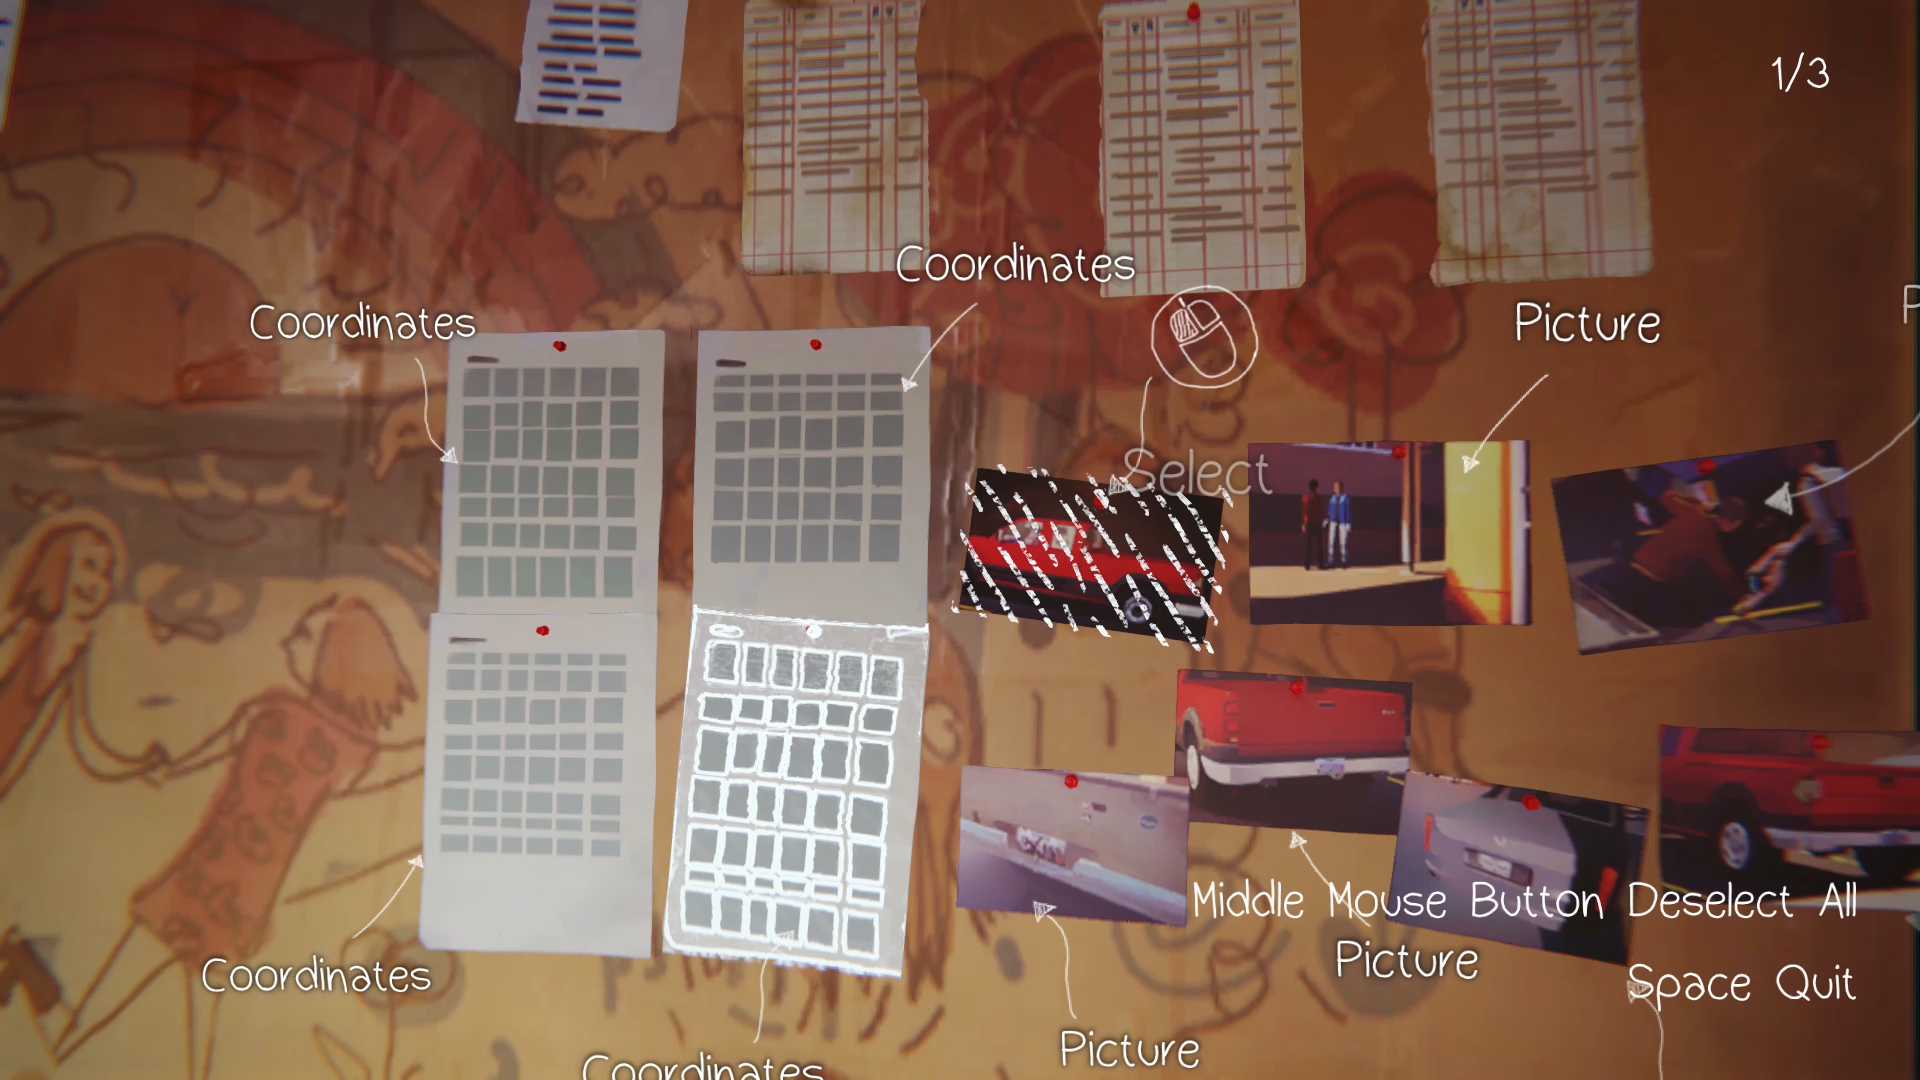 1/3
Coordinates
Coordinates
Picture
Select
Middle Mouse Button Deselect All
Picture
Coordinates
Space Quit
Picture
Coordinates